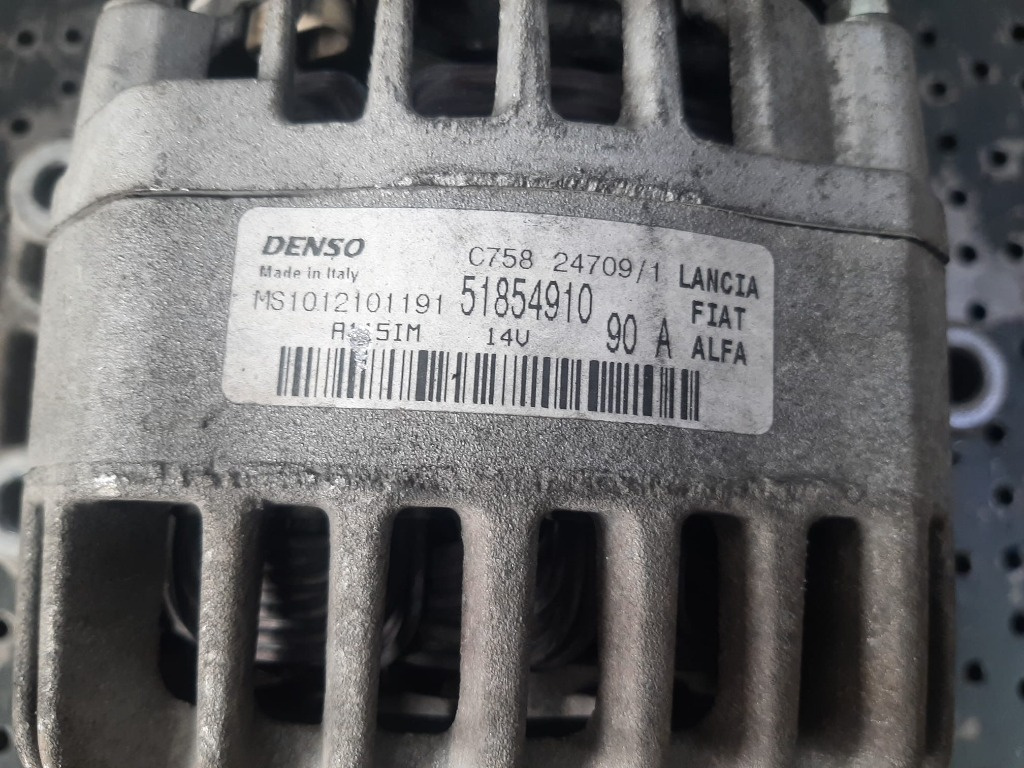 DENSO
C758 24709/1
LANCIA
Made in Italy
MS1012101191 51854910
FIAT
14V
90 A
ALFA